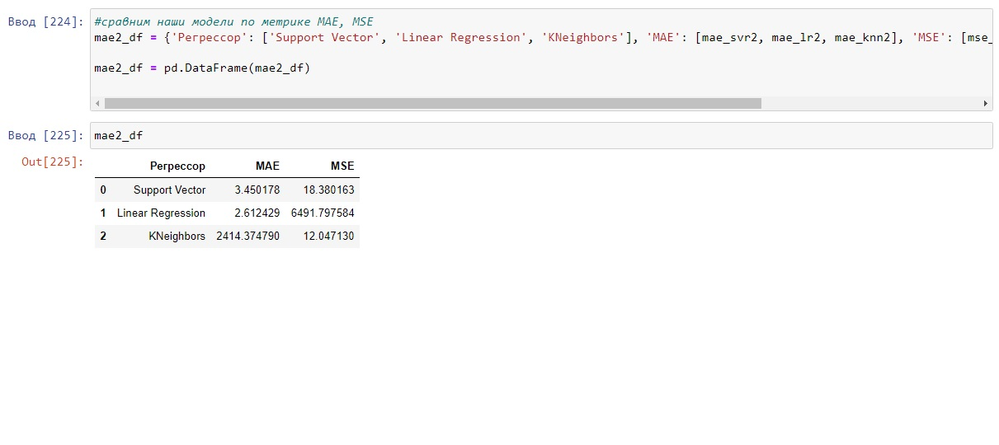 Ввод [224]: #сравним наши модели по метрике MAE, MSE
mae2_df = {'Регрессор': ['Support Vector', 'Linear Regression', 'KNeighbors'], 'MAE': [mae_svr2, mae_lr2, mae_knn2], 'MSE': [mse_
mae2_df = pd.DataFrame(mae2_df)
Ввод [225]: mae2_df
Out[225]:
Регрессор MAE MSE
0 Support Vector 3.450178 18.380163
1 Linear Regression 2.612429 6491.797584
2 KNeighbors 2414.374790 12.047130